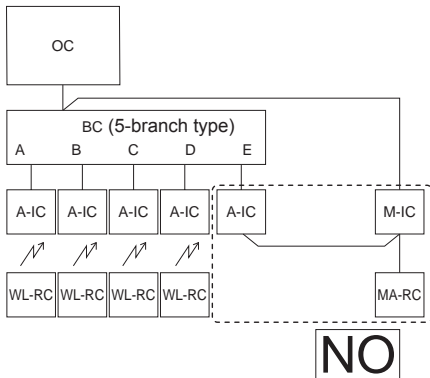 OC
BC (5-branch type)
A B C D E
A-IC A-IC A-IC A-IC A-IC M-IC
WL-RC WL-RC WL-RC WL-RC MA-RC
NO